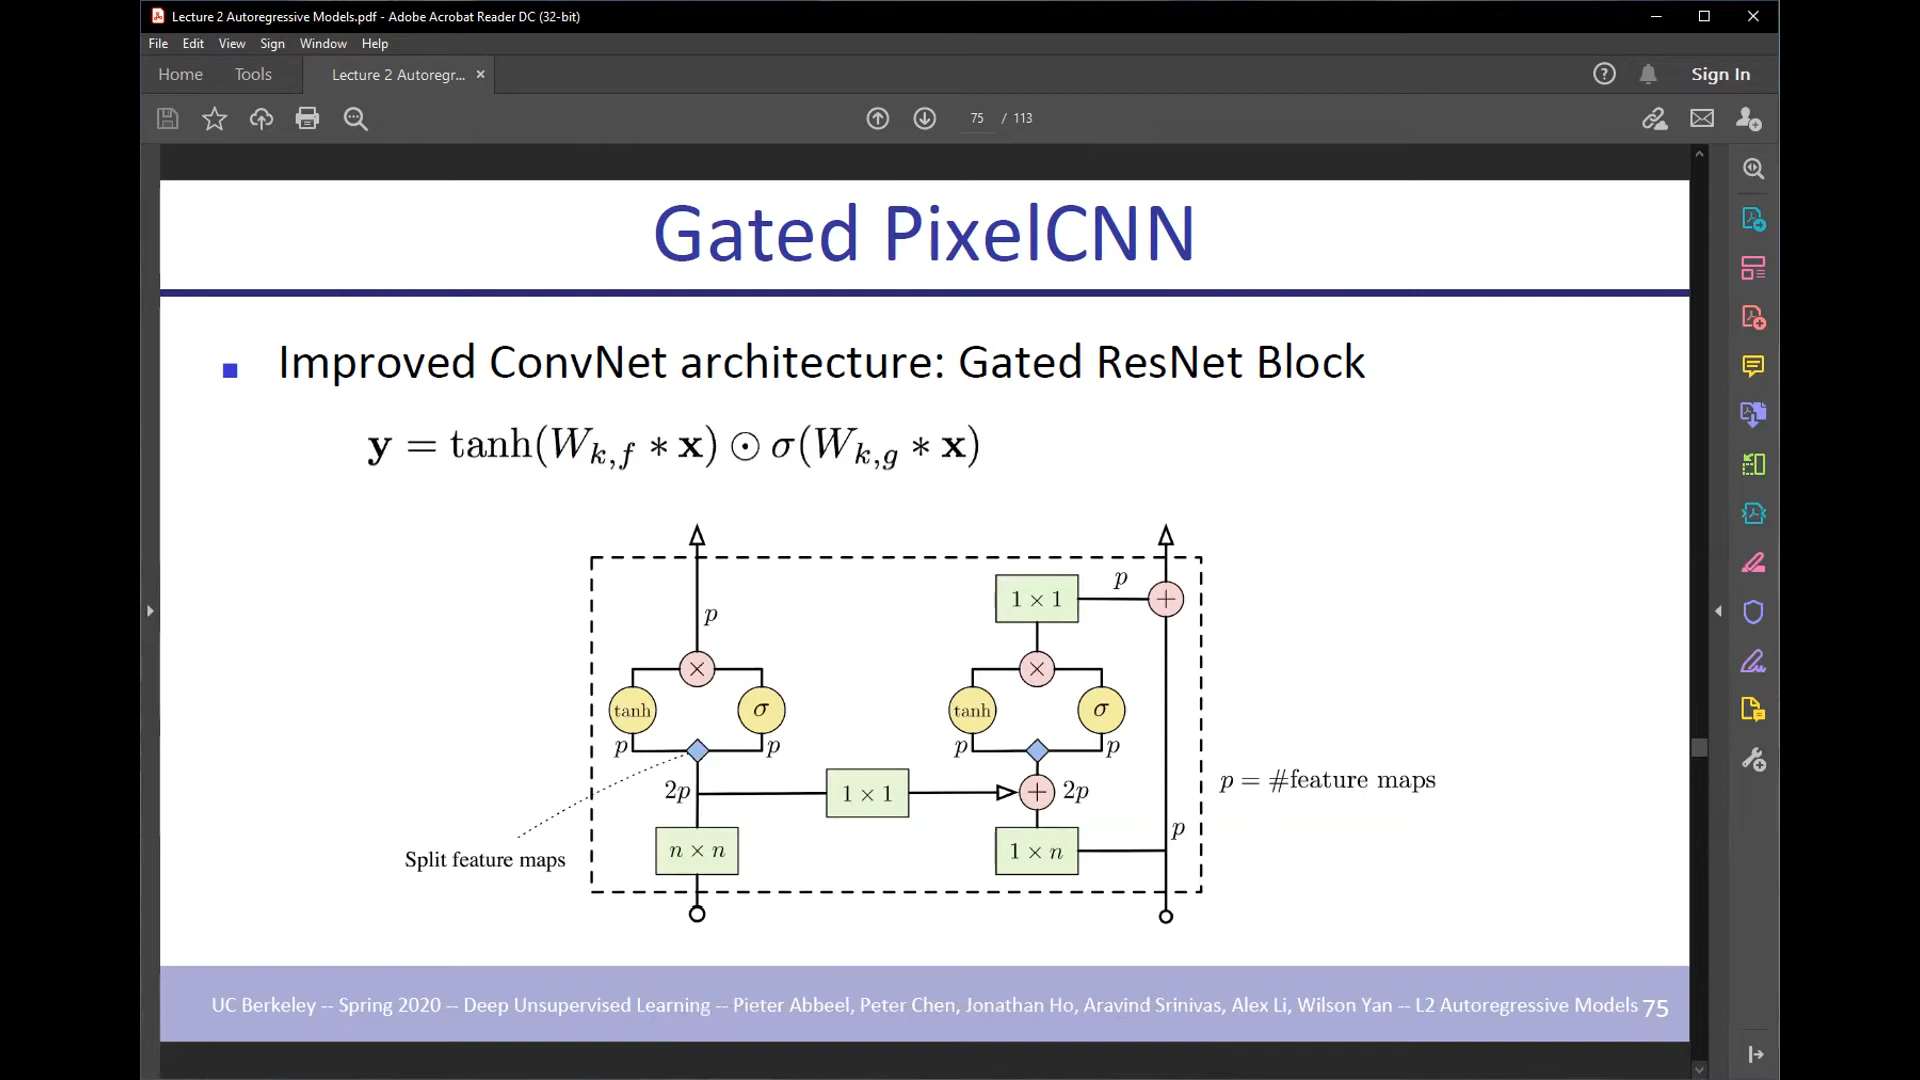 Lecture 2 Autoregressive Models.pdf - Adobe Acrobat Reader DC (32-bit)
File Edit View Sign Window Help
Home Tools Lecture 2 Autoregr... × Sign In
75 / 113
Gated PixelCNN
Improved ConvNet architecture: Gated ResNet Block
y = tanh(W_{k,f} ∗ x) ⊙ σ(W_{k,g} ∗ x)
1 × 1 p +
p
× ×
tanh σ tanh σ
p p p p
2p 1 × 1 + 2p
p = #feature maps
p
n × n 1 × n
Split feature maps
UC Berkeley -- Spring 2020 -- Deep Unsupervised Learning -- Pieter Abbeel, Peter Chen, Jonathan Ho, Aravind Srinivas, Alex Li, Wilson Yan -- L2 Autoregressive Models 75